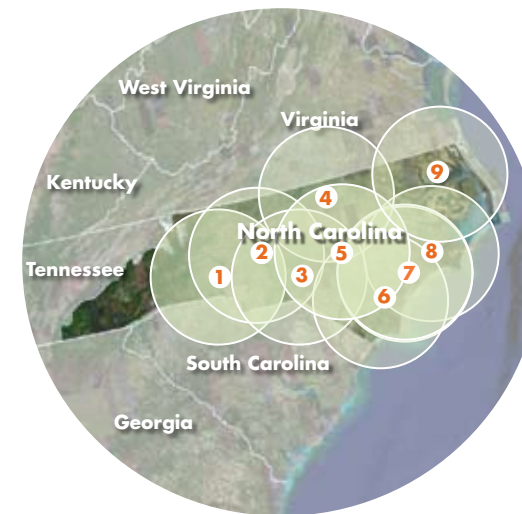 West Virginia
Virginia
9
Kentucky
4
North Carolina
2
5
8
Tennessee
1
3
7
6
South Carolina
Georgia